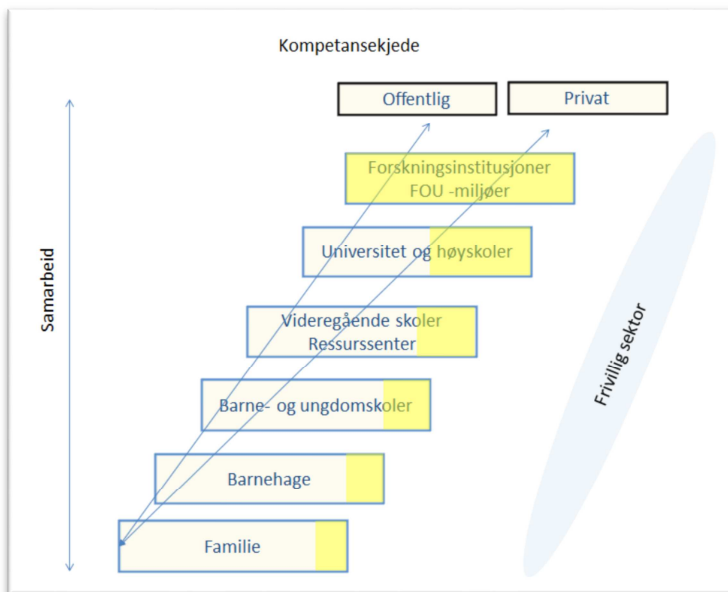 Kompetansekjede
Offentlig
Privat
Forskningsinstitusjoner
FOU -miljøer
Universitet og høyskoler
Videregående skoler
Ressurssenter
Barne- og ungdomskoler
Barnehage
Familie
Samarbeid
Frivillig sektor